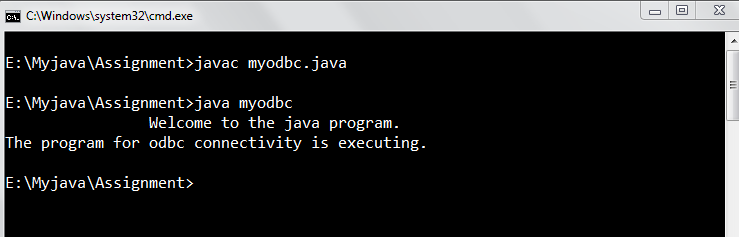 C:\Windows\system32\cmd.exe
E:\Myjava\Assignment>javac myodbc.java
E:\Myjava\Assignment>java myodbc
Welcome to the java program.
The program for odbc connectivity is executing.
E:\Myjava\Assignment>